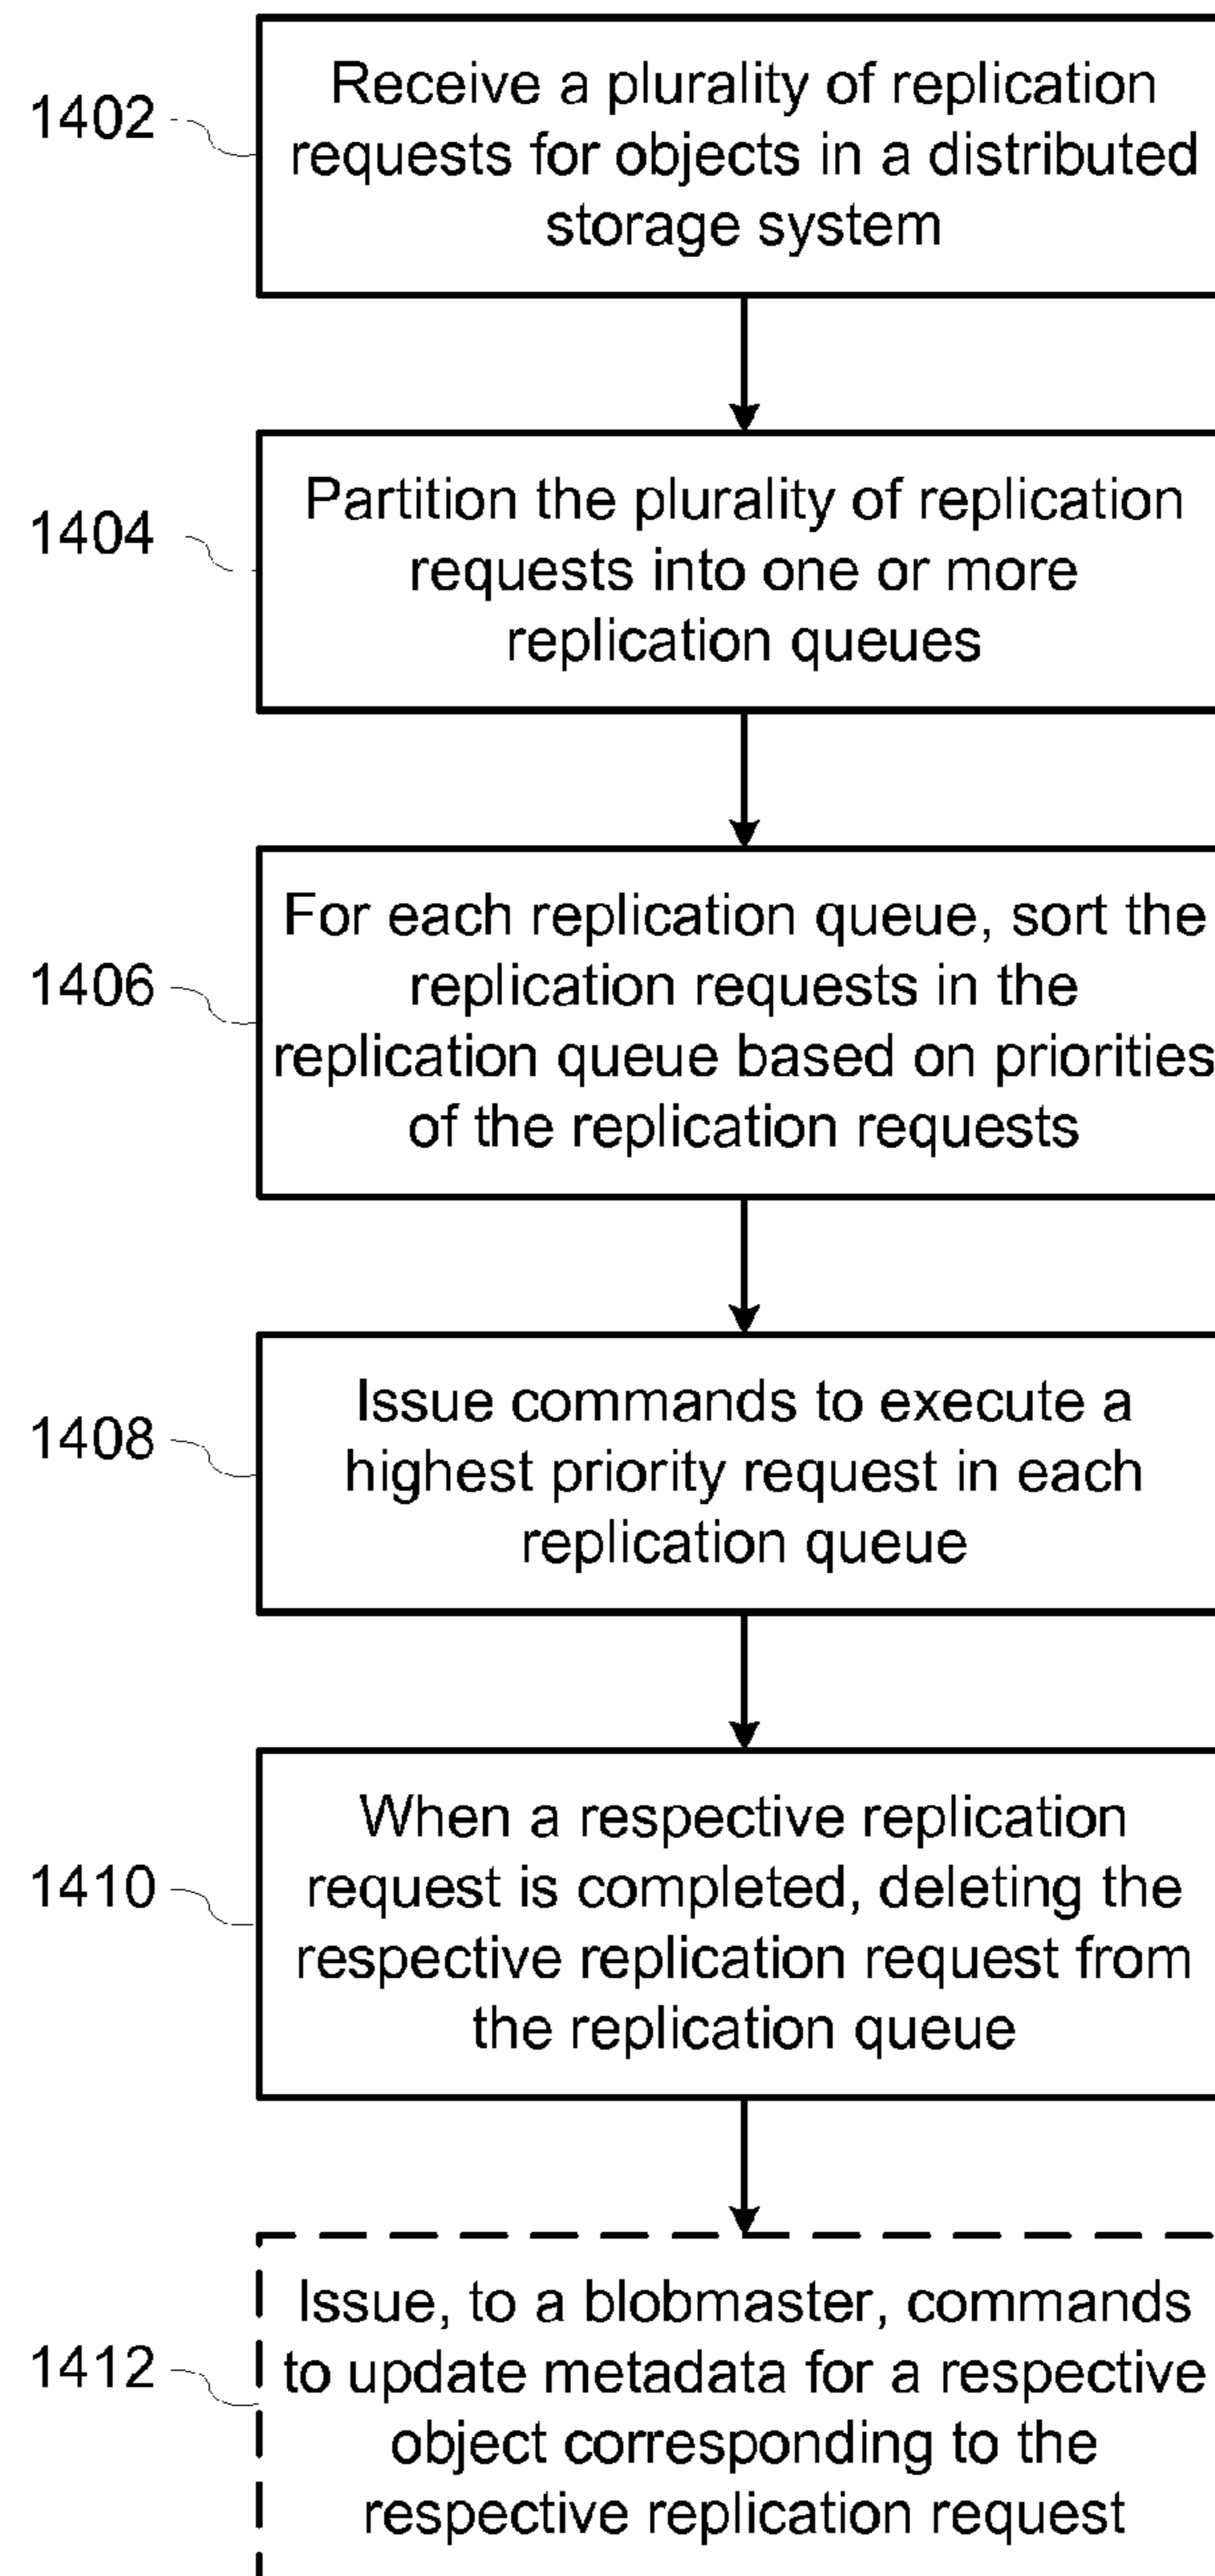 1402
Receive a plurality of replication
requests for objects in a distributed
storage system
1404
Partition the plurality of replication
requests into one or more
replication queues
1406
For each replication queue, sort the
replication requests in the
replication queue based on priorities
of the replication requests
1408
Issue commands to execute a
highest priority request in each
replication queue
1410
When a respective replication
request is completed, deleting the
respective replication request from
the replication queue
1412
Issue, to a blobmaster, commands
to update metadata for a respective
object corresponding to the
respective replication request